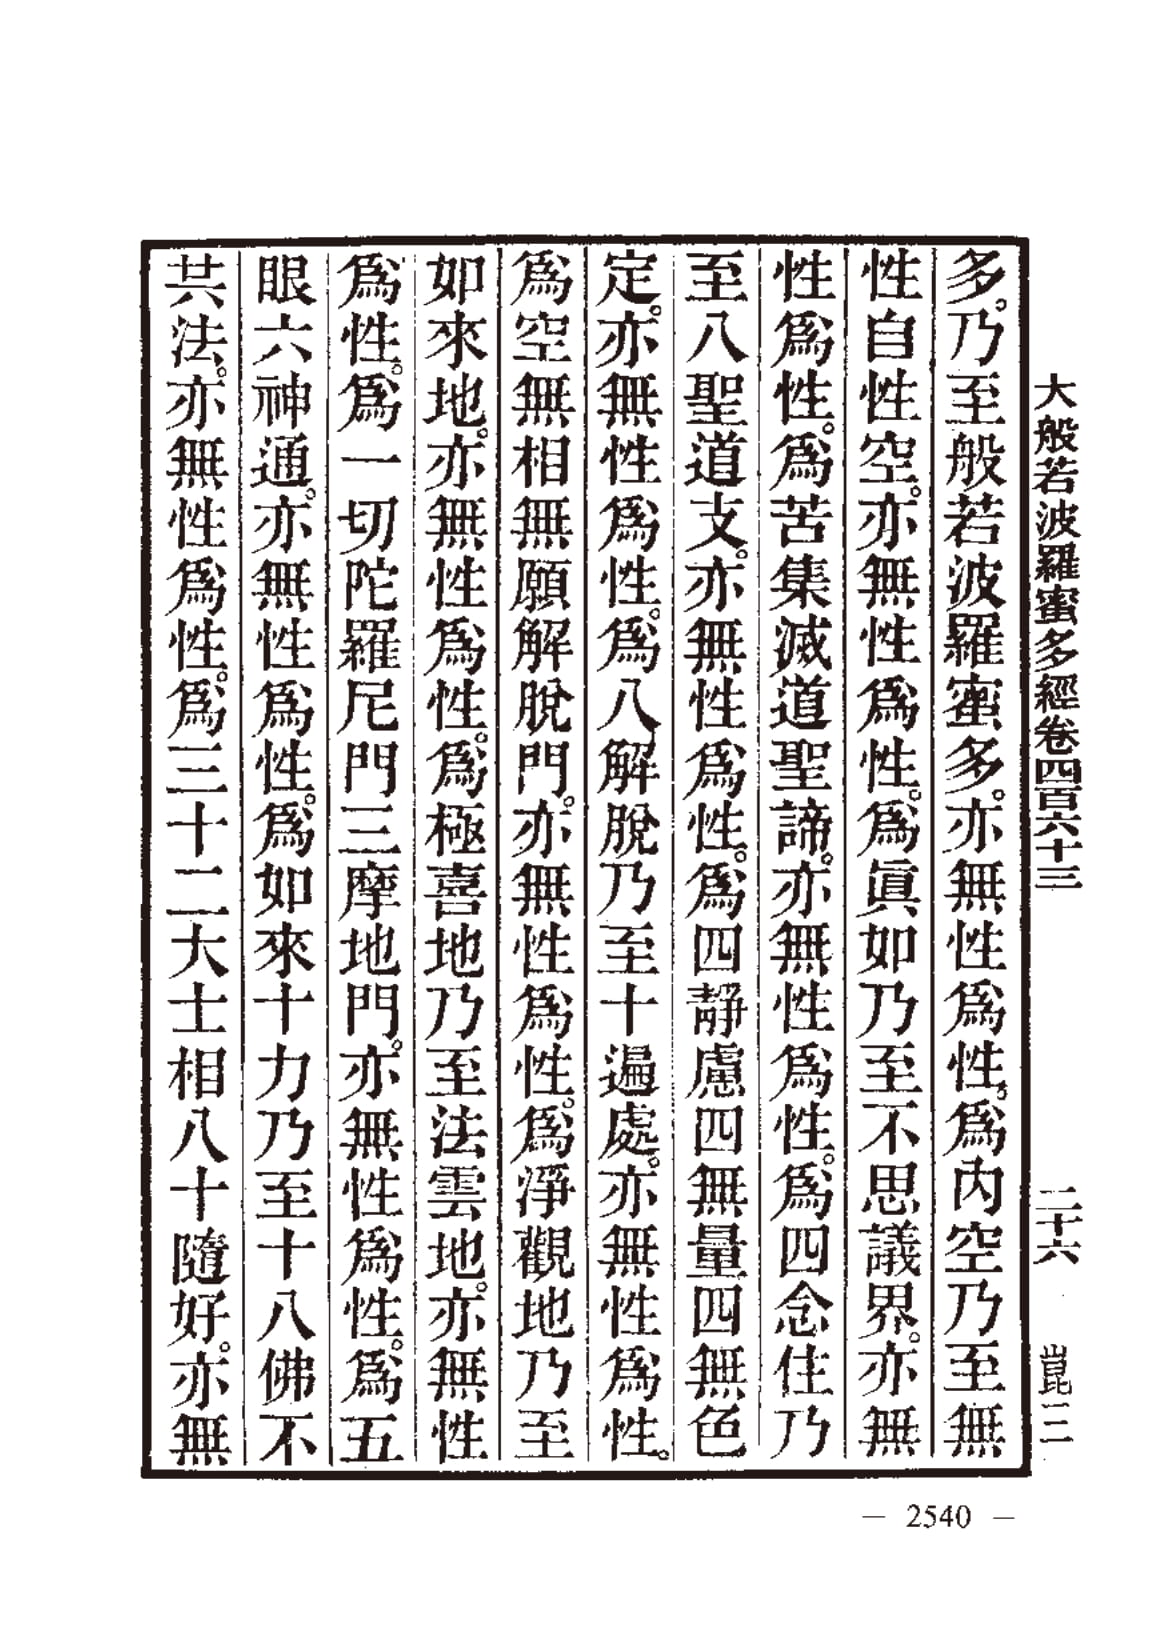 大般若波羅蜜多經卷四百六十三 二十六 崑三
多。乃至般若波羅蜜多。亦無性爲性。爲內空乃至無
性自性空。亦無性爲性。爲眞如乃至不思議界。亦無
性爲性。爲苦集滅道聖諦。亦無性爲性。爲四念住乃
至八聖道支。亦無性爲性。爲四靜慮四無量四無色
定。亦無性爲性。爲八解脫乃至十遍處。亦無性爲性。
爲空無相無願解脫門。亦無性爲性。爲淨觀地乃至
如來地。亦無性爲性。爲極喜地乃至法雲地。亦無性
爲性。爲一切陀羅尼門三摩地門。亦無性爲性。爲五
眼六神通。亦無性爲性。爲如來十力乃至十八佛不
共法。亦無性爲性。爲三十二大士相八十隨好。亦無
— 2540 —